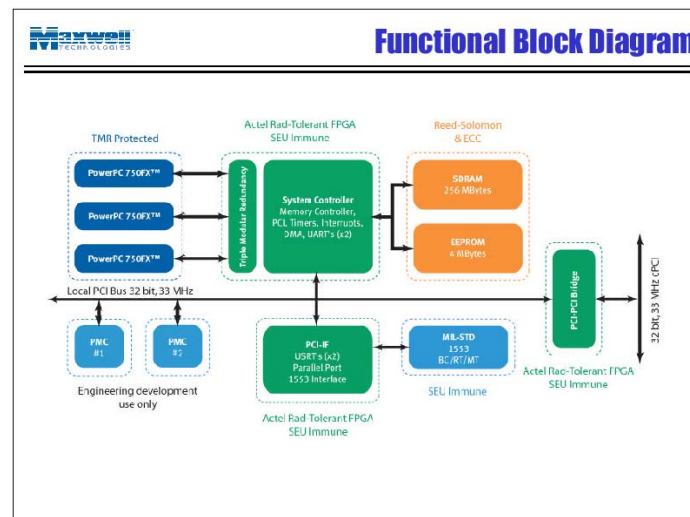 Maxwell
TECHNOLOGIES
Functional Block Diagram
TMR Protected
PowerPC 750FX™
PowerPC 750FX™
PowerPC 750FX™
Actel Rad-Tolerant FPGA
SEU Immune
Triple Modular Redundancy
System Controller
Memory Controller,
PCI, Timers, Interrupts,
DMA, UART's (x2)
Reed-Solomon
& ECC
SDRAM
256 MBytes
EEPROM
4 MBytes
Local PCI Bus 32 bit, 33 MHz
PMC
#1
PMC
#2
Engineering development
use only
PCI-IF
USRT's (x2)
Parallel Port
1553 Interface
Actel Rad-Tolerant FPGA
SEU Immune
MIL-STD
1553
BC/RT/MT
SEU Immune
PCI-PCI Bridge
Actel Rad-Tolerant FPGA
SEU Immune
32 bit, 33 MHz cPCI